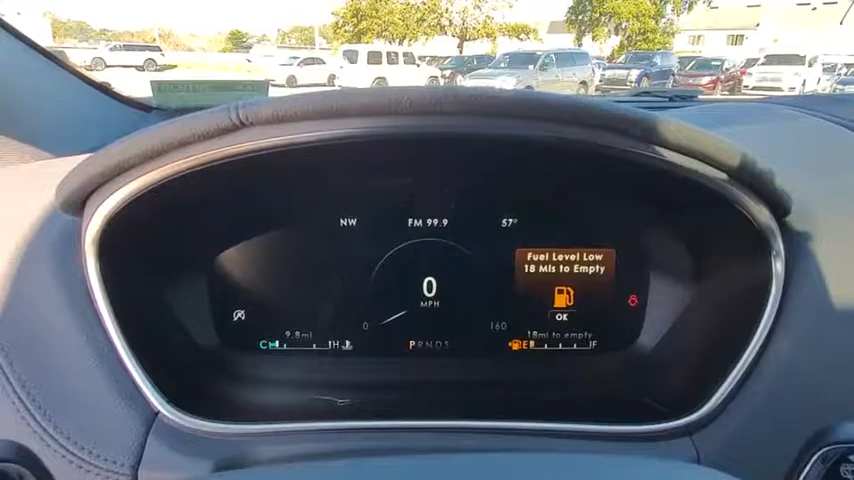 NW
FM 99.9
57°
Fuel Level Low
18 MIs to Empty
OK
0
MPH
0
160
9.8mi
18mi to empty
C
H
PRNDS
E
F